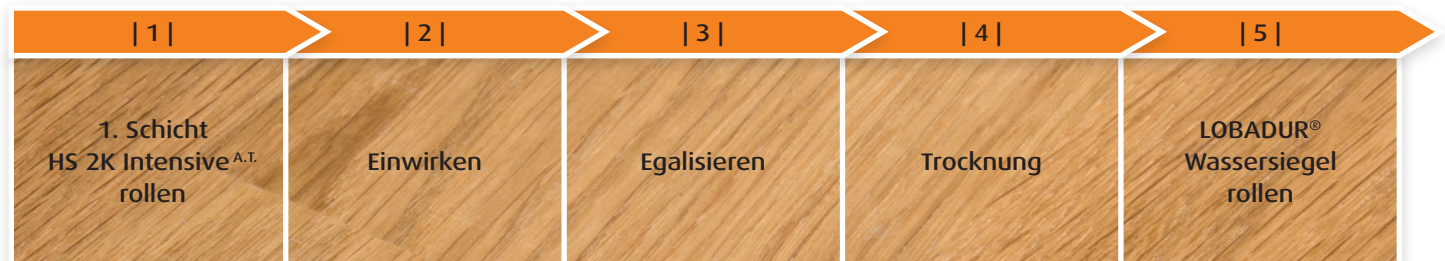 | 1 |
| 2 |
| 3 |
| 4 |
| 5 |
1. Schicht
HS 2K Intensive A.T.
rollen
Einwirken
Egalisieren
Trocknung
LOBADUR®
Wassersiegel
rollen